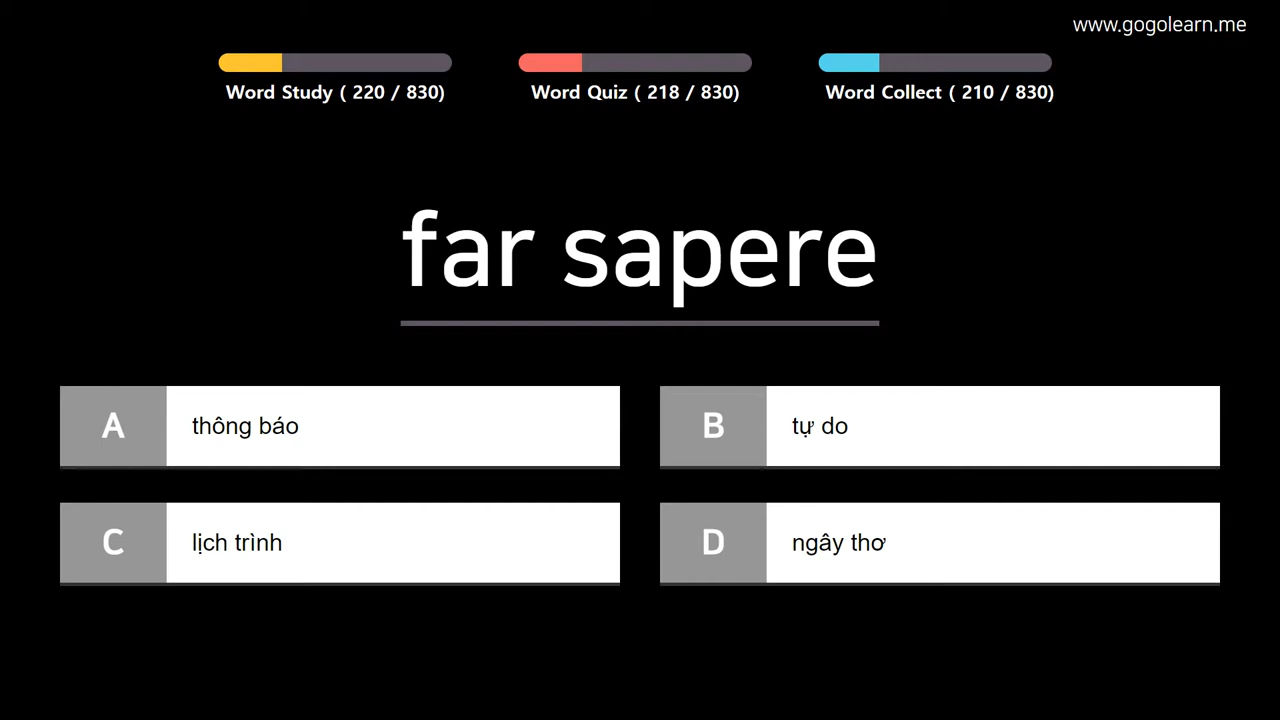 www.gogolearn.me
Word Study ( 220 / 830)
Word Quiz ( 218 / 830)
Word Collect ( 210 / 830)
far sapere
A thông báo
B tự do
C lịch trình
D ngây thơ